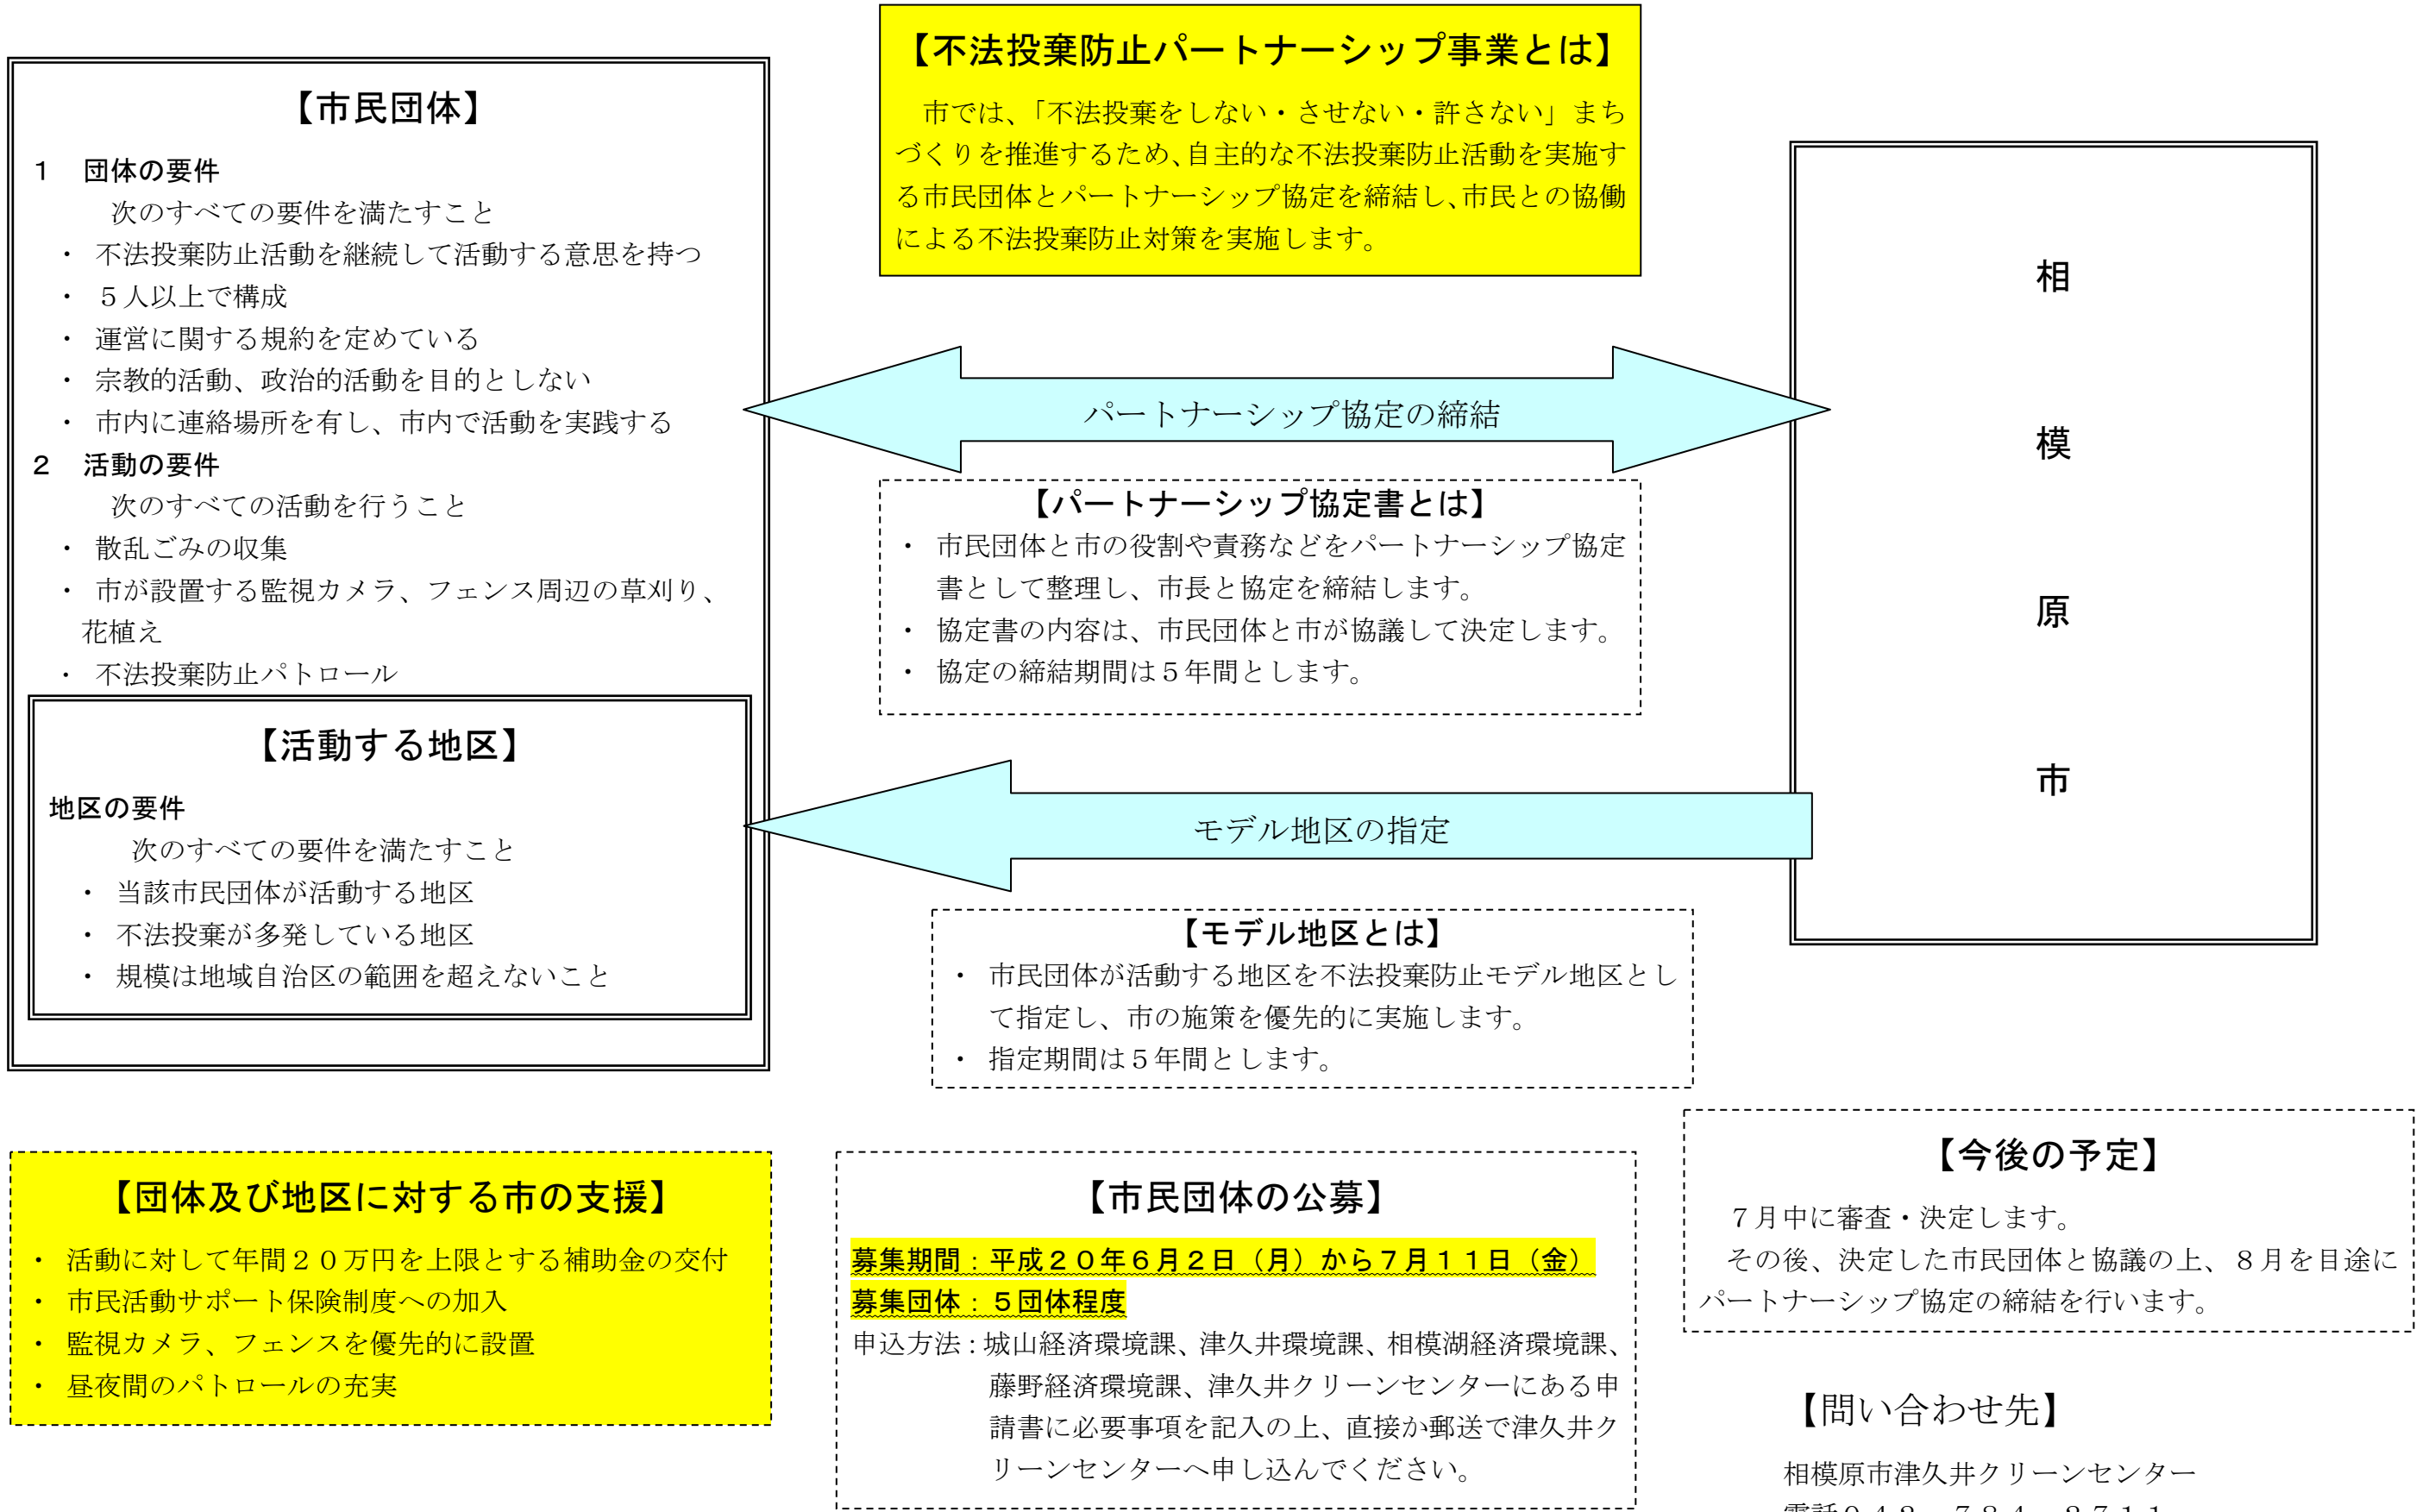 【不法投棄防止パートナーシップ事業とは】
市では、「不法投棄をしない・させない・許さない」まち
づくりを推進するため、自主的な不法投棄防止活動を実施す
る市民団体とパートナーシップ協定を締結し、市民との協働
による不法投棄防止対策を実施します。
【市民団体】
１　団体の要件
次のすべての要件を満たすこと
・ 不法投棄防止活動を継続して活動する意思を持つ
・ ５人以上で構成
・ 運営に関する規約を定めている
・ 宗教的活動、政治的活動を目的としない
・ 市内に連絡場所を有し、市内で活動を実践する
２　活動の要件
次のすべての活動を行うこと
・ 散乱ごみの収集
・ 市が設置する監視カメラ、フェンス周辺の草刈り、
花植え
・ 不法投棄防止パトロール
【活動する地区】
地区の要件
次のすべての要件を満たすこと
・ 当該市民団体が活動する地区
・ 不法投棄が多発している地区
・ 規模は地域自治区の範囲を超えないこと
パートナーシップ協定の締結
【パートナーシップ協定書とは】
・ 市民団体と市の役割や責務などをパートナーシップ協定
書として整理し、市長と協定を締結します。
・ 協定書の内容は、市民団体と市が協議して決定します。
・ 協定の締結期間は５年間とします。
モデル地区の指定
【モデル地区とは】
・ 市民団体が活動する地区を不法投棄防止モデル地区とし
て指定し、市の施策を優先的に実施します。
・ 指定期間は５年間とします。
相
模
原
市
【団体及び地区に対する市の支援】
・ 活動に対して年間２０万円を上限とする補助金の交付
・ 市民活動サポート保険制度への加入
・ 監視カメラ、フェンスを優先的に設置
・ 昼夜間のパトロールの充実
【市民団体の公募】
募集期間：平成２０年６月２日（月）から７月１１日（金）
募集団体：５団体程度
申込方法：城山経済環境課、津久井環境課、相模湖経済環境課、
藤野経済環境課、津久井クリーンセンターにある申
請書に必要事項を記入の上、直接か郵送で津久井ク
リーンセンターへ申し込んでください。
【今後の予定】
７月中に審査・決定します。
その後、決定した市民団体と協議の上、８月を目途に
パートナーシップ協定の締結を行います。
【問い合わせ先】
相模原市津久井クリーンセンター